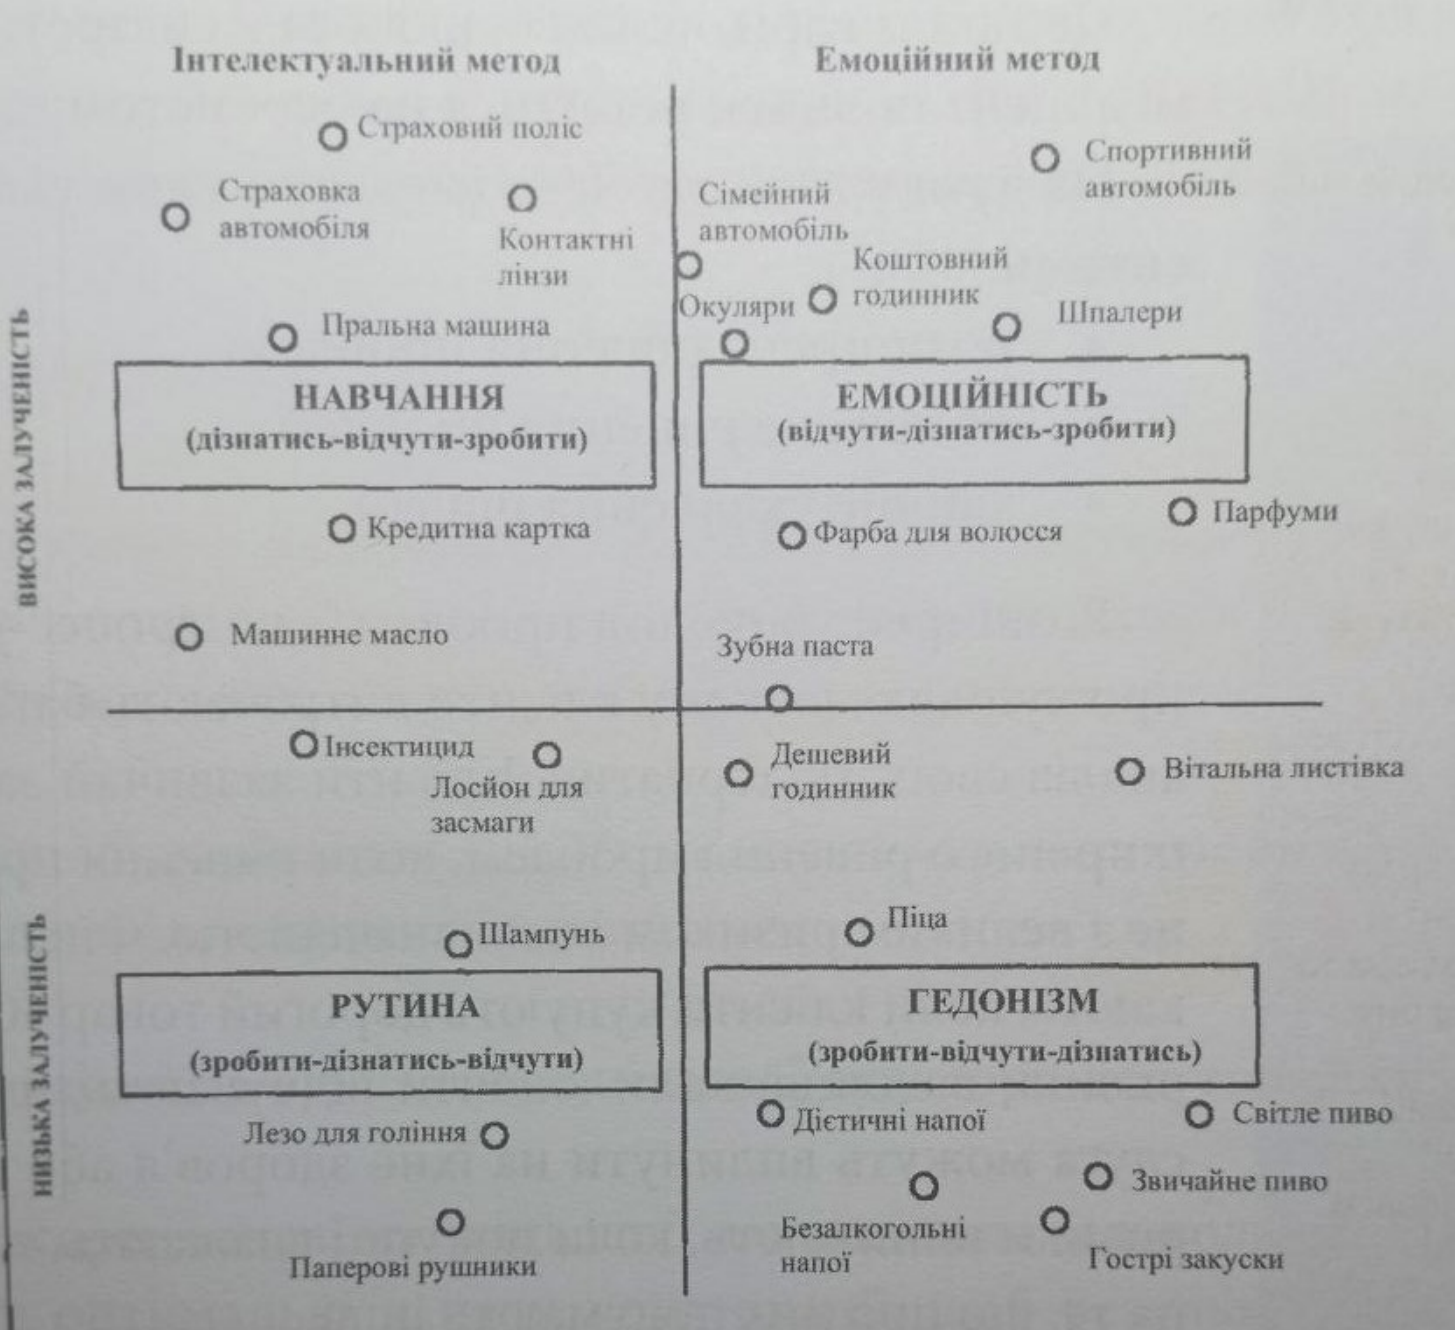 Інтелектуальний метод
Емоційний метод
Страховий поліс
Спортивний
автомобіль
Страховка
автомобіля
Контактні
лінзи
Сімейний
автомобіль
Коштовний
годинник
Окуляри
Шпалери
Пральна машина
ВИСОКА ЗАЛУЧЕНІСТЬ
НАВЧАННЯ
(дізнатись-відчути-зробити)
ЕМОЦІЙНІСТЬ
(відчути-дізнатись-зробити)
Кредитна картка
Фарба для волосся
Парфуми
Машинне масло
Зубна паста
Інсектицид
Лосйон для
засмаги
Дешевий
годинник
Вітальна листівка
НИЗЬКА ЗАЛУЧЕНІСТЬ
Шампунь
Піца
РУТИНА
(зробити-дізнатись-відчути)
ГЕДОНІЗМ
(зробити-відчути-дізнатись)
Лезо для гоління
Дієтичні напої
Світле пиво
Звичайне пиво
Безалкогольні
напої
Гострі закуски
Паперові рушники